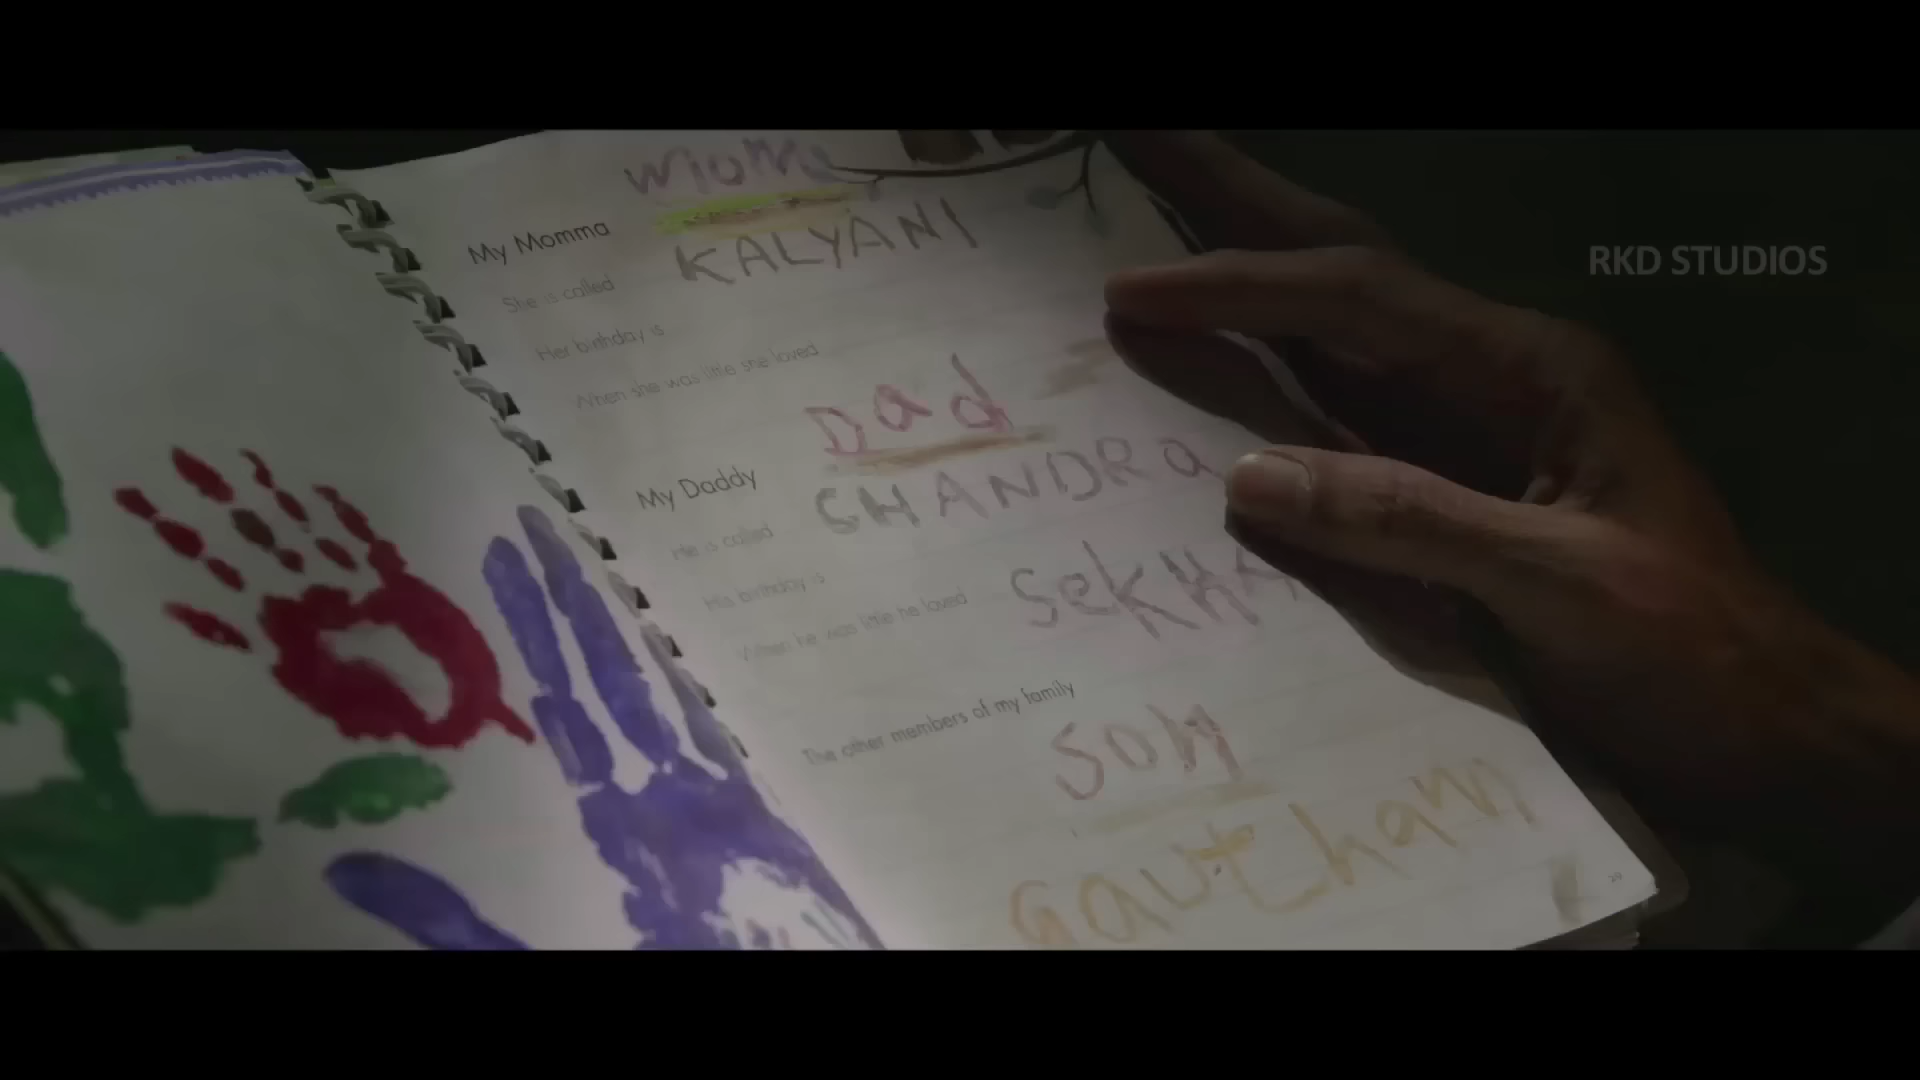 Mom
My Momma
KALYANI
She is called
Her birthday is
When she was little she loved
Dad
My Daddy
CHANDRa
He is called
His birthday is
SekHA
When he was little he loved
The other members of my family
SON
gautham
29
RKD STUDIOS